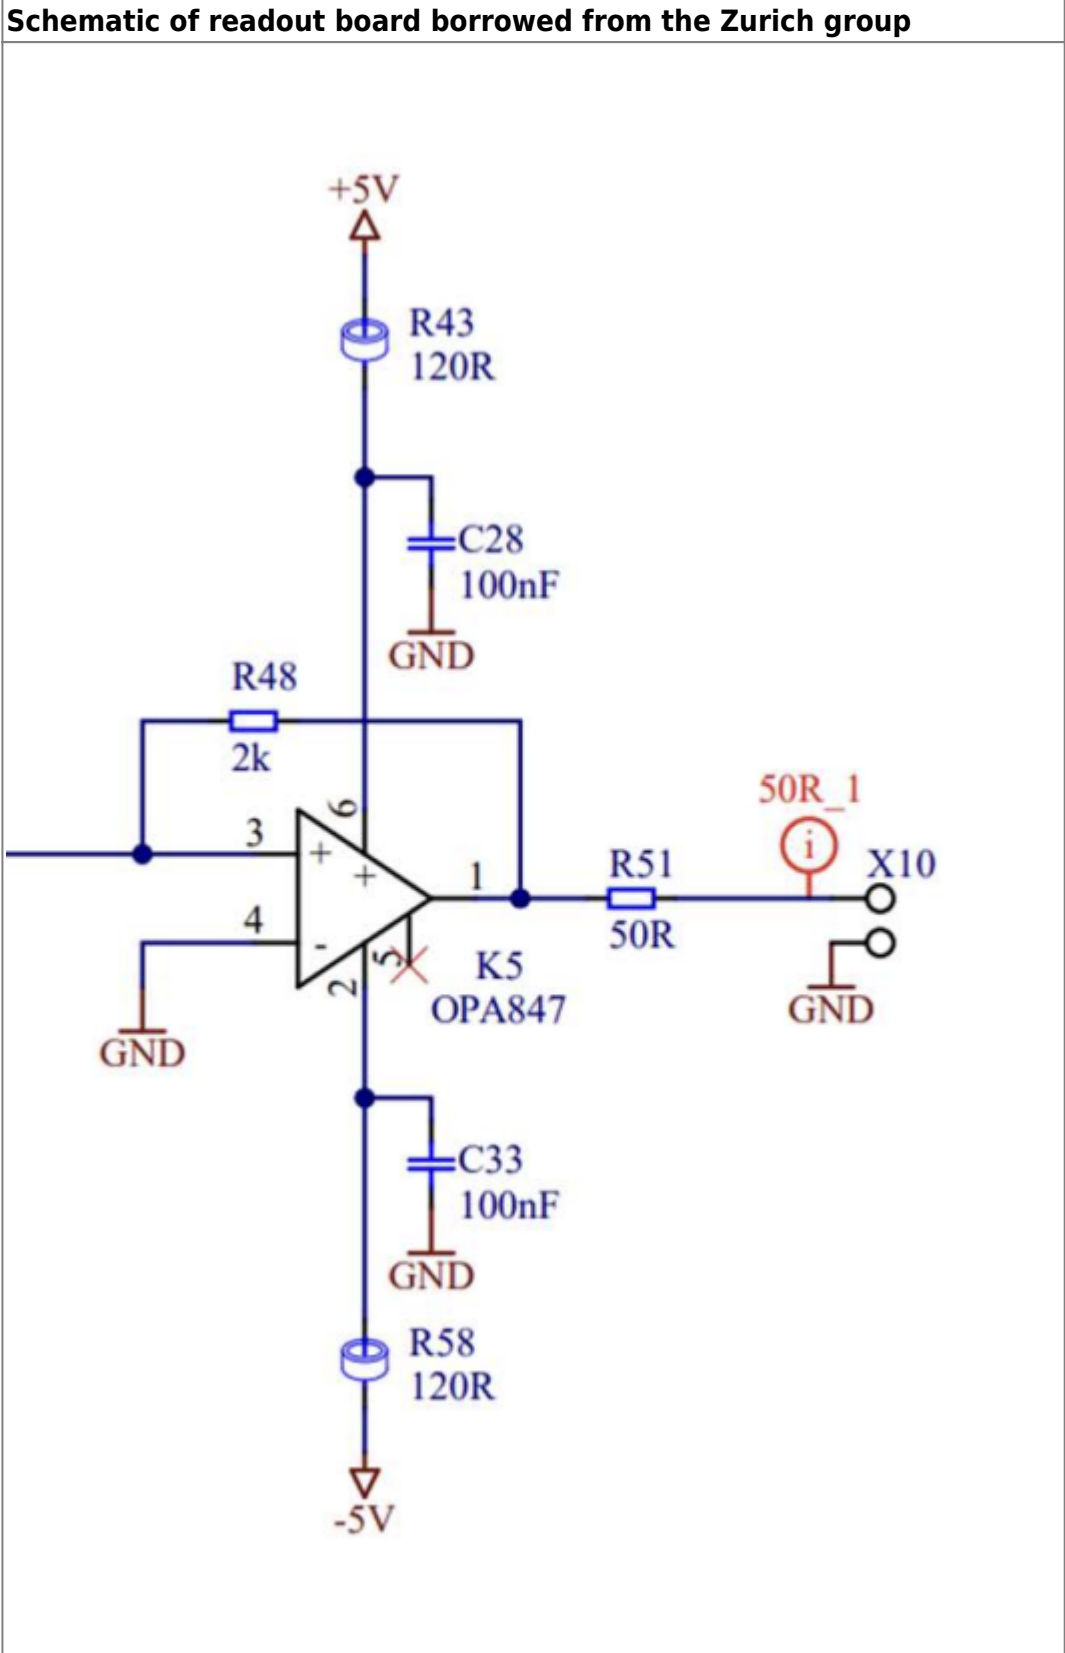 Schematic of readout board borrowed from the Zurich group
+5V
R43
120R
C28
100nF
GND
R48
2k
6
3
+
+
1
50R_1
i
R51
X10
50R
4
-
5
2
K5
OPA847
GND
GND
C33
100nF
GND
R58
120R
-5V